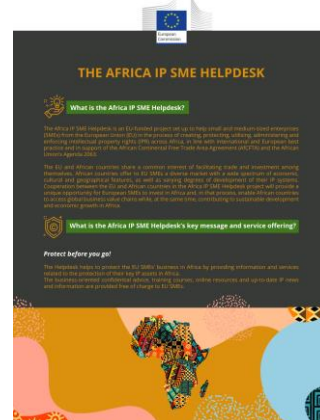 European
Commission
THE AFRICA IP SME HELPDESK
What is the Africa IP SME Helpdesk?
The Africa IP SME Helpdesk is an EU-funded project set up to help small and medium-sized enterprises
(SMEs) from the European Union (EU) in the process of creating, protecting, utilising, administering and
enforcing intellectual property rights (IPR) across Africa, in line with international and European best
practice and in support of the African Continental Free Trade Area Agreement (AfCFTA) and the African
Union's Agenda 2063.
The EU and African countries share a common interest of facilitating trade and investment among
themselves. African countries offer to EU SMEs a diverse market with a wide spectrum of economic,
cultural and geographical features, as well as varying degrees of development of their IP systems.
Cooperation between the EU and African countries in the Africa IP SME Helpdesk project will provide a
unique opportunity for European SMEs to invest in Africa and in that process, enable African countries
to access global business value chains while, at the same time, contributing to sustainable development
and economic growth in Africa.
What is the Africa IP SME Helpdesk's key message and service offering?
Protect before you go!
The Helpdesk helps to protect the EU SMEs' business in Africa by providing information and services
related to the protection of their key IP assets in Africa.
The business-oriented confidential advice, training courses, online resources and up-to-date IP news
and information are provided free of charge to EU SMEs.